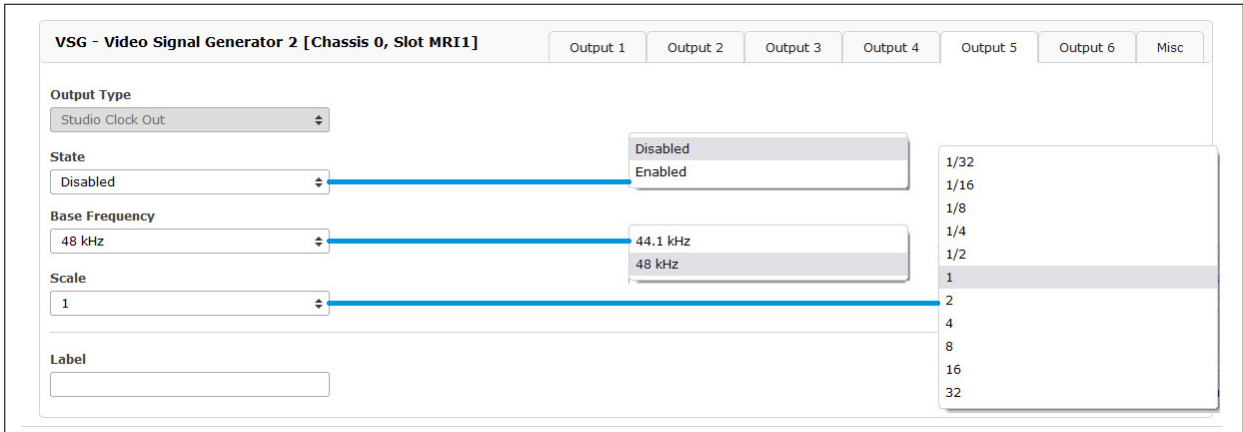 VSG - Video Signal Generator 2 [Chassis 0, Slot MRI1]
Output 1
Output 2
Output 3
Output 4
Output 5
Output 6
Misc
Output Type
Studio Clock Out
State
Disabled
Disabled
Enabled
Base Frequency
48 kHz
44.1 kHz
48 kHz
Scale
1
1/32
1/16
1/8
1/4
1/2
1
2
4
8
16
32
Label